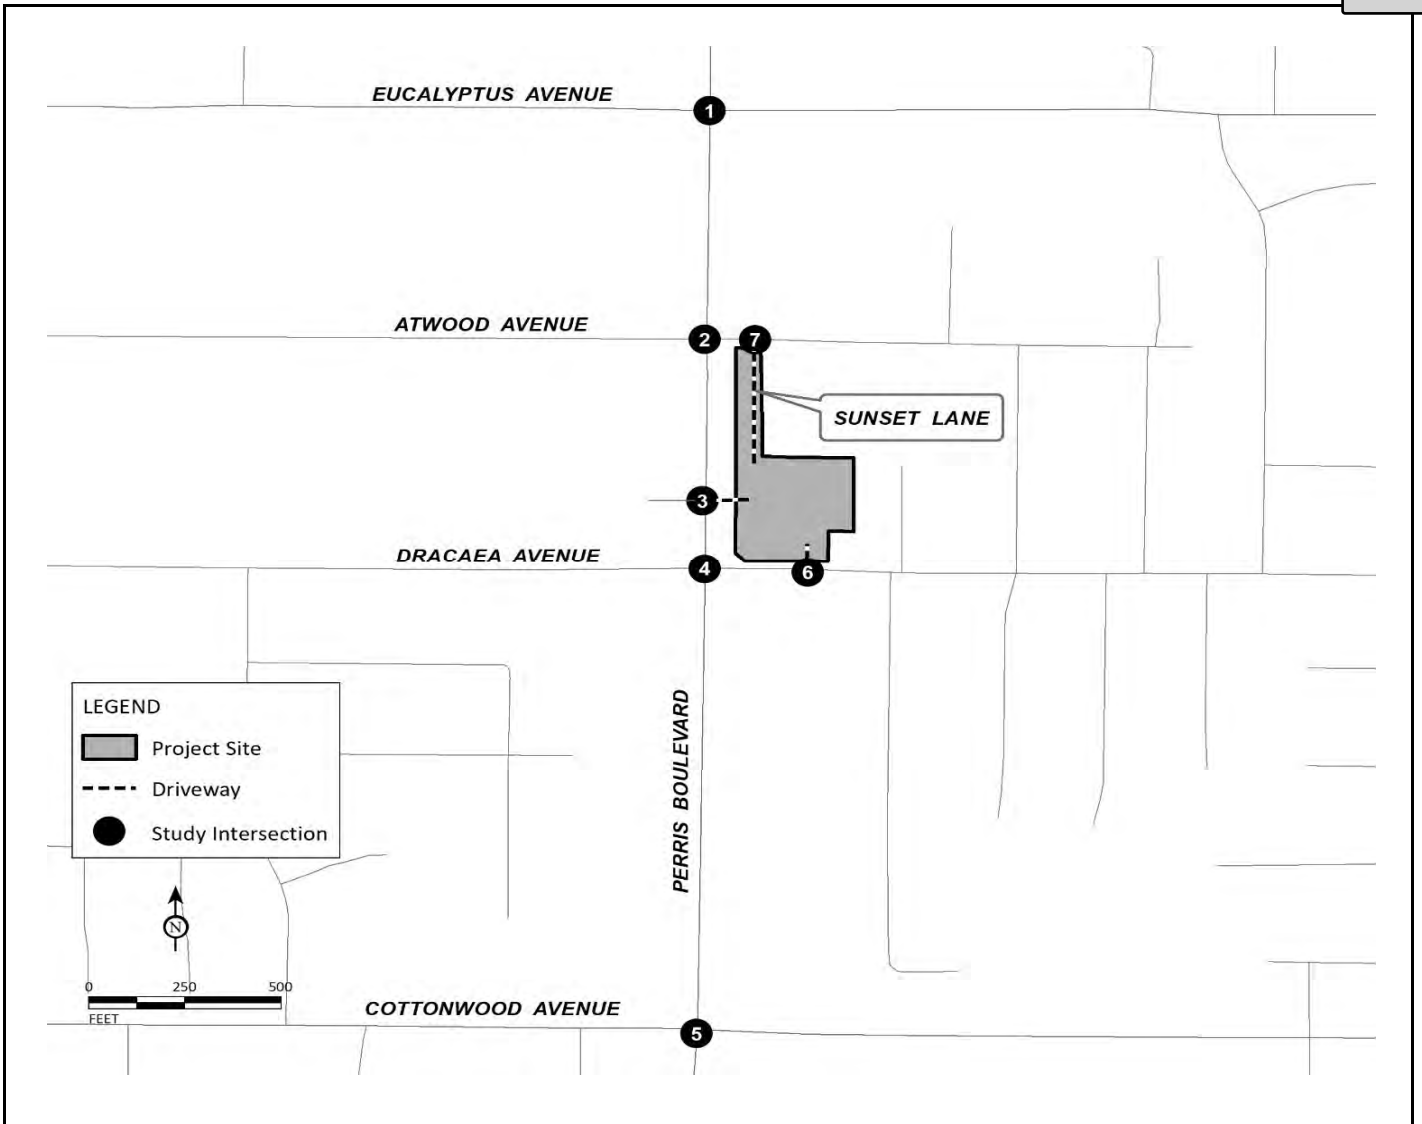 EUCALYPTUS AVENUE
1
ATWOOD AVENUE
2
7
SUNSET LANE
3
DRACAEA AVENUE
4
6
PERRIS BOULEVARD
LEGEND
Project Site
Driveway
Study Intersection
N
0 250 500
FEET
COTTONWOOD AVENUE
5